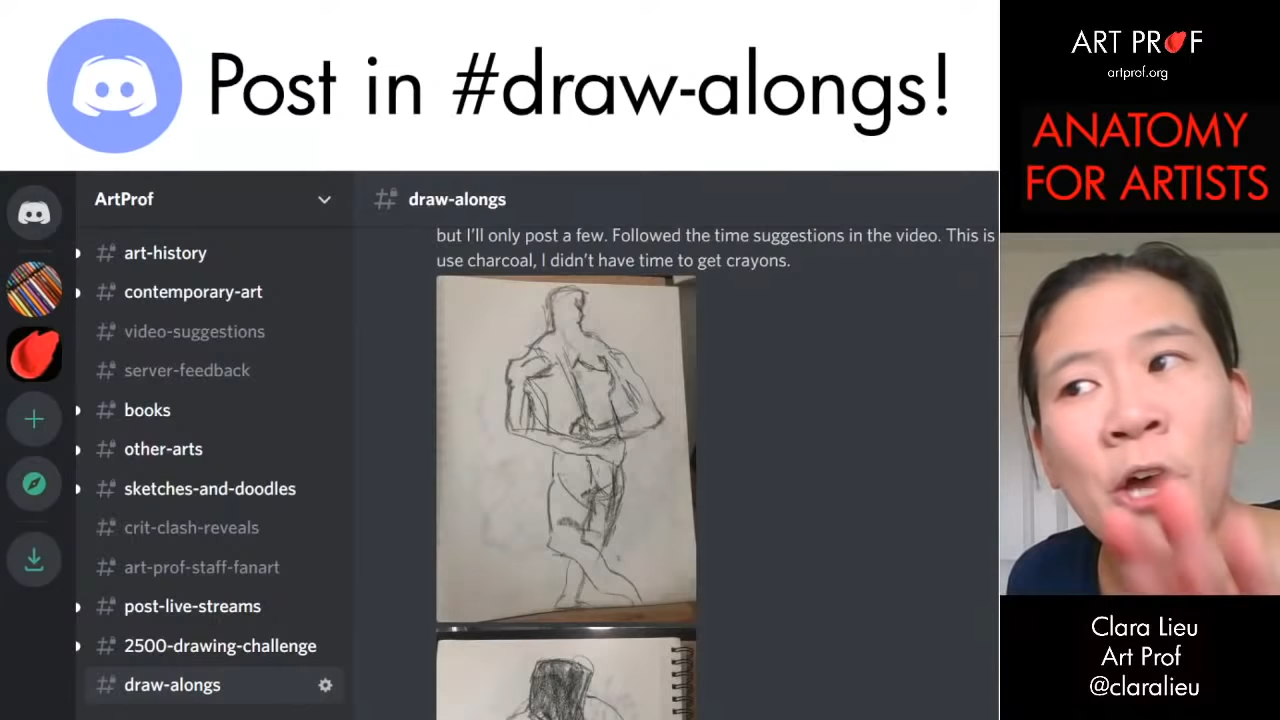 Post in #draw-alongs!
ArtProf
art-history
contemporary-art
video-suggestions
server-feedback
books
other-arts
sketches-and-doodles
crit-clash-reveals
art-prof-staff-fanart
post-live-streams
2500-drawing-challenge
draw-alongs
draw-alongs
but I'll only post a few. Followed the time suggestions in the video. This is
use charcoal, I didn't have time to get crayons.
ART PROF
artprof.org
ANATOMY
FOR ARTISTS
Clara Lieu
Art Prof
@claralieu